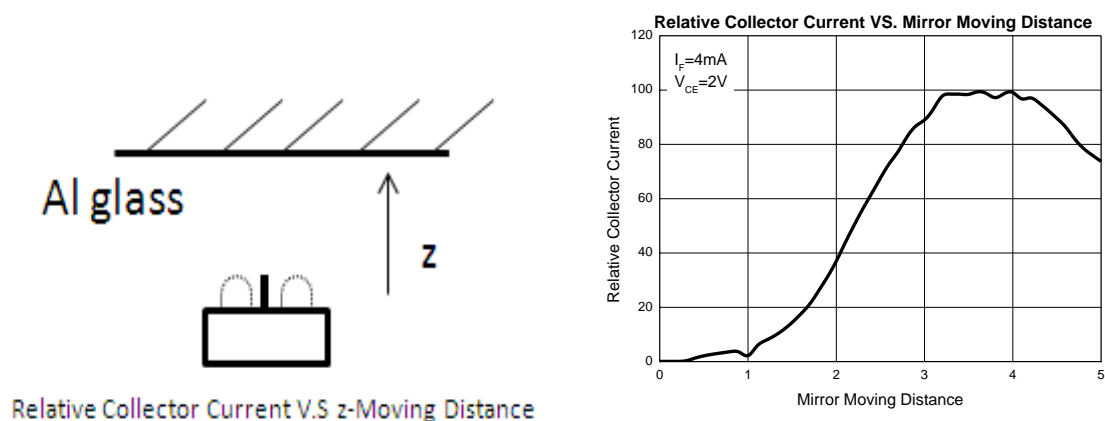 Al glass
z
Relative Collector Current V.S z-Moving Distance
Relative Collector Current VS. Mirror Moving Distance
I_F=4mA
V_CE=2V
Relative Collector Current
120
100
80
60
40
20
0
0 1 2 3 4 5
Mirror Moving Distance